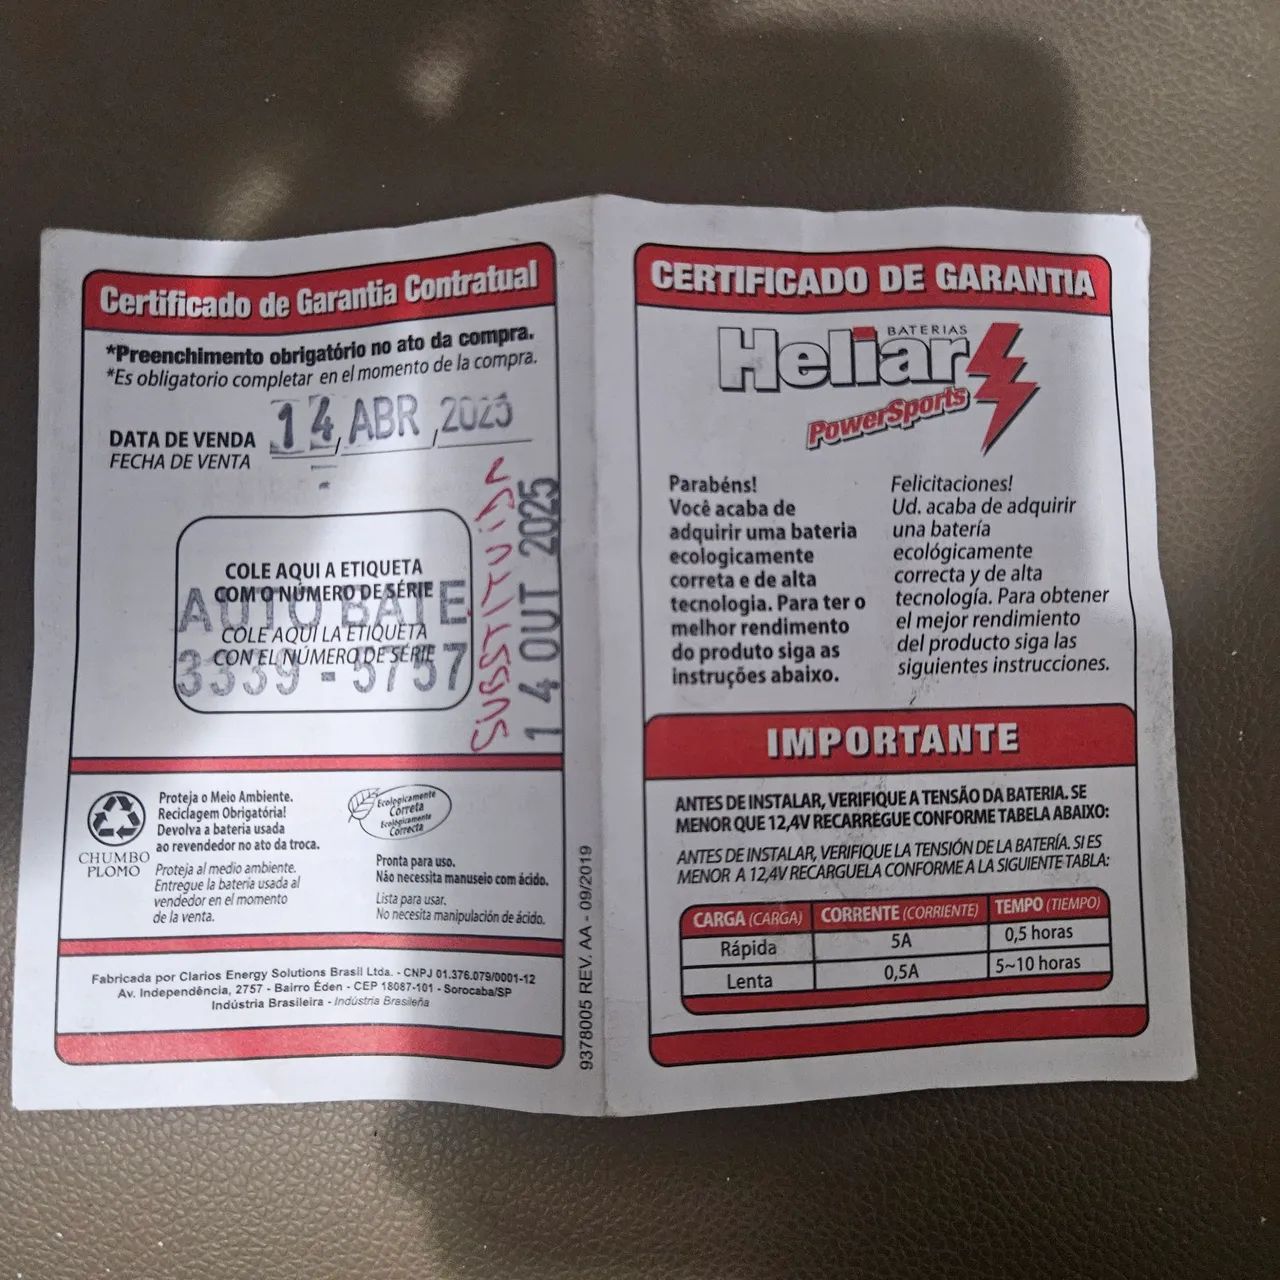 Certificado de Garantia Contratual
*Preenchimento obrigatório no ato da compra.
*Es obligatorio completar en el momento de la compra.
DATA DE VENDA 14, ABR, 2025
FECHA DE VENTA
COLE AQUI A ETIQUETA
COM O NÚMERO DE SÉRIE
AUTO BATE
COLE AQUÍ LA ETIQUETA
CON EL NÚMERO DE SERIE
3339-5757
SUBSTITUIDA
14 OUT 2025
CHUMBO
PLOMO
Proteja o Meio Ambiente.
Reciclagem Obrigatória!
Devolva a bateria usada
ao revendedor no ato da troca.
Proteja al medio ambiente.
Entregue la batería usada al
vendedor en el momento
de la venta.
Ecologicamente
Correta
Ecológicamente
Correcta
Pronta para uso.
Não necessita manuseio com ácido.
Lista para usar.
No necesita manipulación de ácido.
Fabricada por Clarios Energy Solutions Brasil Ltda. - CNPJ 01.376.079/0001-12
Av. Independência, 2757 - Bairro Éden - CEP 18087-101 - Sorocaba/SP
Indústria Brasileira - Indústria Brasileña
9378005 REV. AA - 09/2019
CERTIFICADO DE GARANTIA
BATERIAS
Heliar
PowerSports
Parabéns!
Você acaba de
adquirir uma bateria
ecologicamente
correta e de alta
tecnologia. Para ter o
melhor rendimento
do produto siga as
instruções abaixo.
Felicitaciones!
Ud. acaba de adquirir
una batería
ecológicamente
correcta y de alta
tecnología. Para obtener
el mejor rendimiento
del producto siga las
siguientes instrucciones.
IMPORTANTE
ANTES DE INSTALAR, VERIFIQUE A TENSÃO DA BATERIA. SE
MENOR QUE 12,4V RECARREGUE CONFORME TABELA ABAIXO:
ANTES DE INSTALAR, VERIFIQUE LA TENSIÓN DE LA BATERÍA. SI ES
MENOR A 12,4V RECARGUELA CONFORME A LA SIGUIENTE TABLA:
CARGA (CARGA) CORRENTE (CORRIENTE) TEMPO (TIEMPO)
Rápida 5A 0,5 horas
Lenta 0,5A 5~10 horas